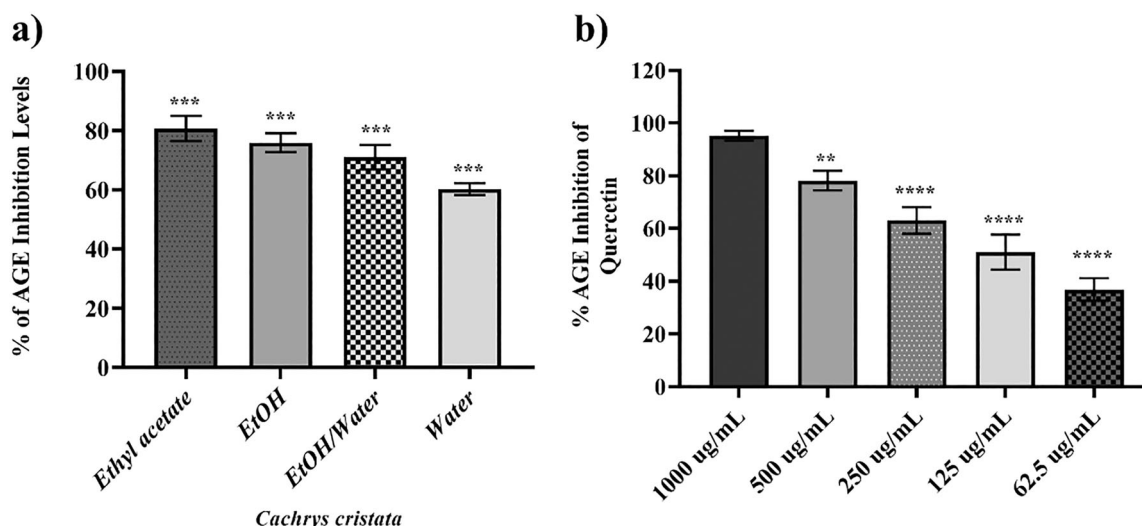 a)
% of AGE Inhibition Levels
100
80
60
40
20
0
***
***
***
***
Ethyl acetate
EtOH
EtOH/Water
Water
Cachrys cristata
b)
% AGE Inhibition of
Quercetin
120
100
80
60
40
20
0
**
****
****
****
1000 ug/mL
500 ug/mL
250 ug/mL
125 ug/mL
62.5 ug/mL